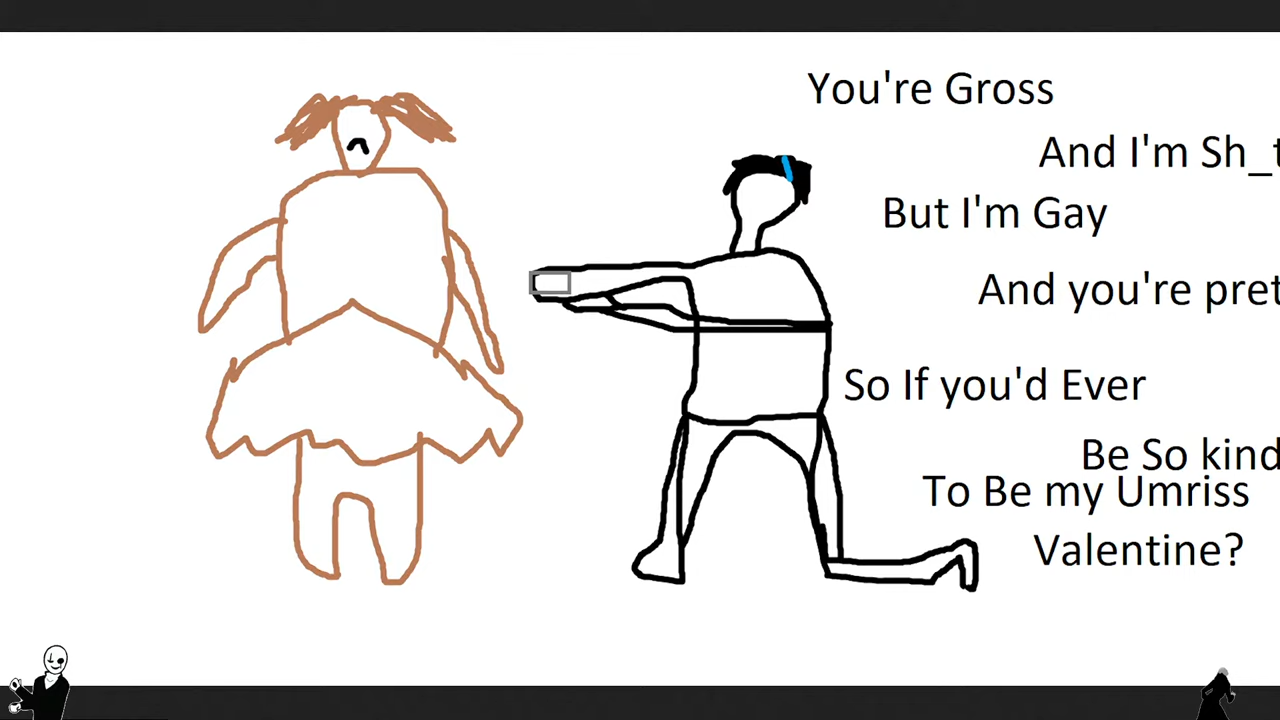 You're Gross
And I'm Sh_t
But I'm Gay
And you're pret
So If you'd Ever
Be So kind
To Be my Umriss
Valentine?